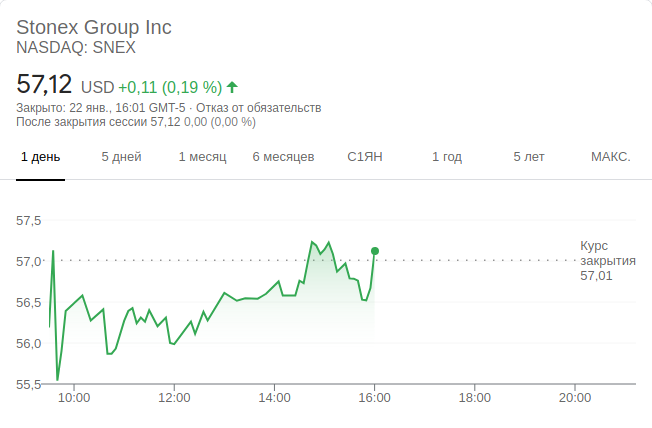 Stonex Group Inc
NASDAQ: SNEX
57,12 USD +0,11 (0,19 %)
Закрыто: 22 янв., 16:01 GMT-5 · Отказ от обязательств
После закрытия сессии 57,12 0,00 (0,00 %)
1 день 5 дней 1 месяц 6 месяцев С1ЯН 1 год 5 лет МАКС.
57,5
57,0
56,5
56,0
55,5
Курс
закрытия
57,01
10:00 12:00 14:00 16:00 18:00 20:00